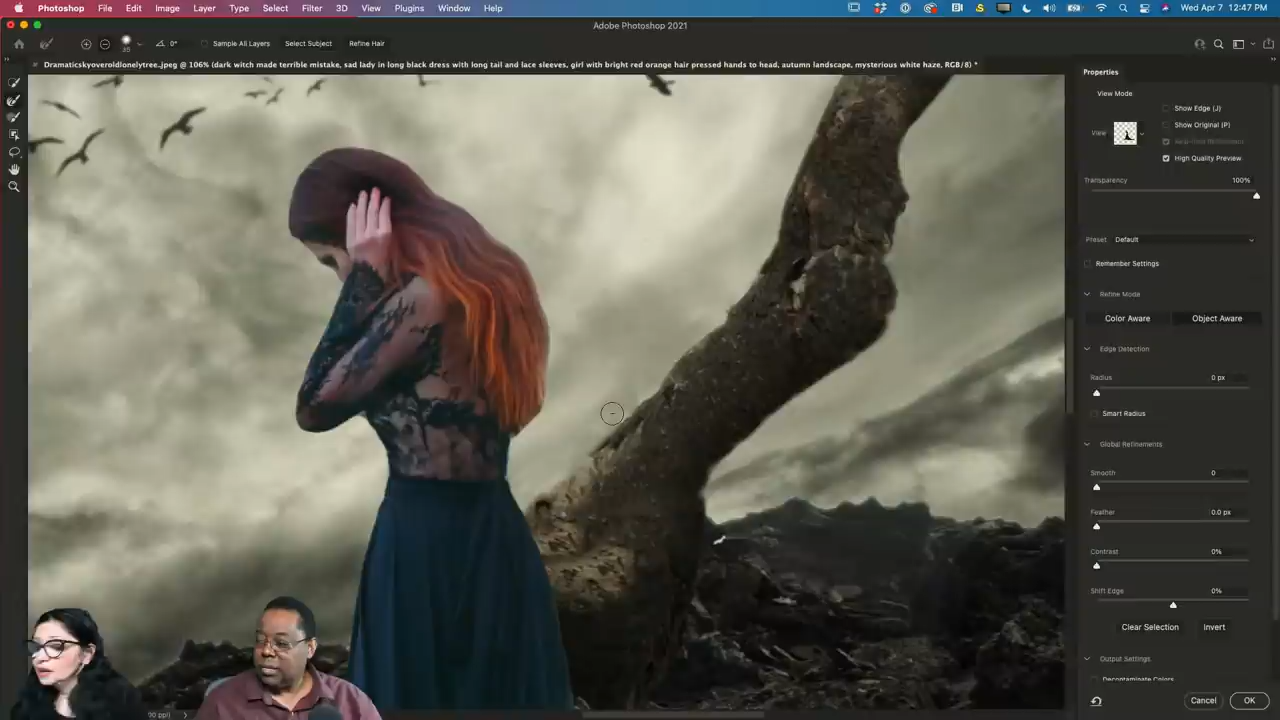 Photoshop File Edit Image Layer Type Select Filter 3D View Plugins Window Help Wed Apr 7 12:47 PM
Adobe Photoshop 2021
0° Sample All Layers Select Subject Refine Hair
Dramaticskyoveroldlonelytree.jpeg @ 106% (dark witch made terrible mistake, sad lady in long black dress with long tail and lace sleeves, girl with bright red orange hair pressed hands to head, autumn landscape, mysterious white haze, RGB/8) *
Properties
View Mode
Show Edge (J)
View Show Original (P)
High Quality Preview
Transparency 100%
Preset: Default
Remember Settings
Refine Mode
Color Aware Object Aware
Edge Detection
Radius 0 px
Smart Radius
Global Refinements
Smooth 0
Feather 0.0 px
Contrast 0%
Shift Edge 0%
Clear Selection Invert
Output Settings
Decontaminate Colors
Cancel OK